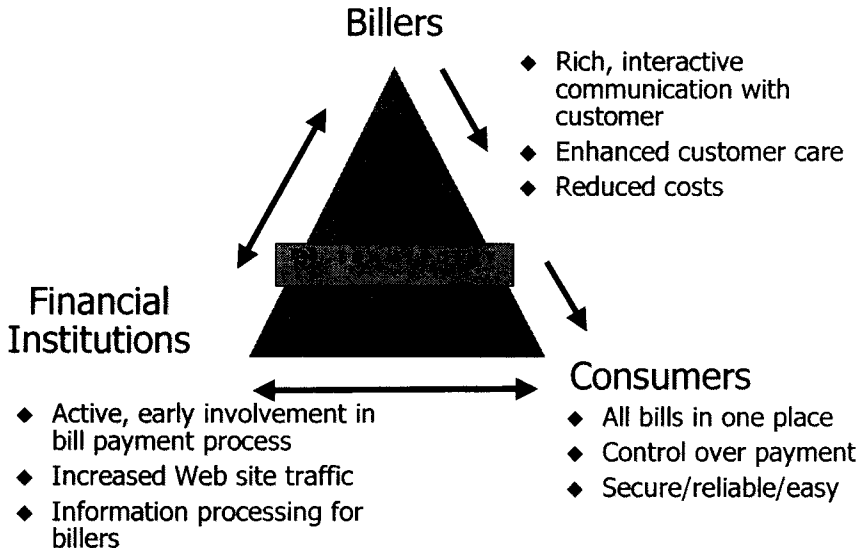 Billers
◆ Rich, interactive
communication with
customer
◆ Enhanced customer care
◆ Reduced costs
Financial
Institutions
◆ Active, early involvement in
bill payment process
◆ Increased Web site traffic
◆ Information processing for
billers
Consumers
◆ All bills in one place
◆ Control over payment
◆ Secure/reliable/easy